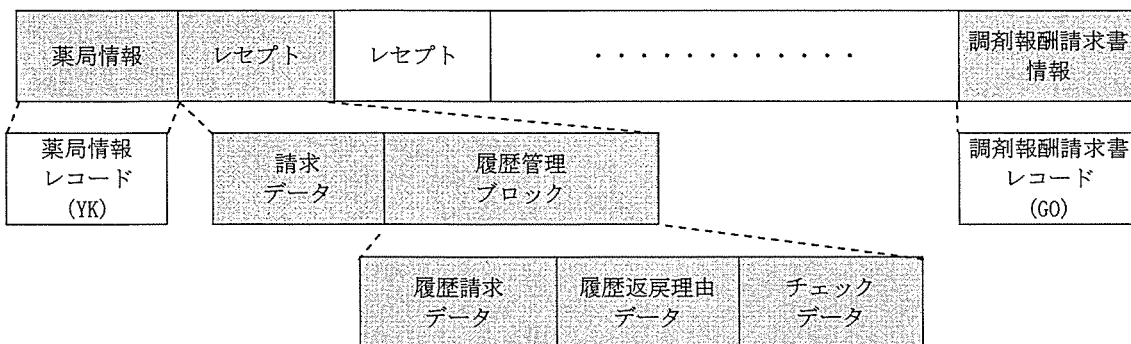 薬局情報
レセプト
レセプト
・・・・・・・・・・・・
調剤報酬請求書
情報
薬局情報
レコード
(YK)
請求
データ
履歴管理
ブロック
調剤報酬請求書
レコード
(GO)
履歴請求
データ
履歴返戻理由
データ
チェック
データ